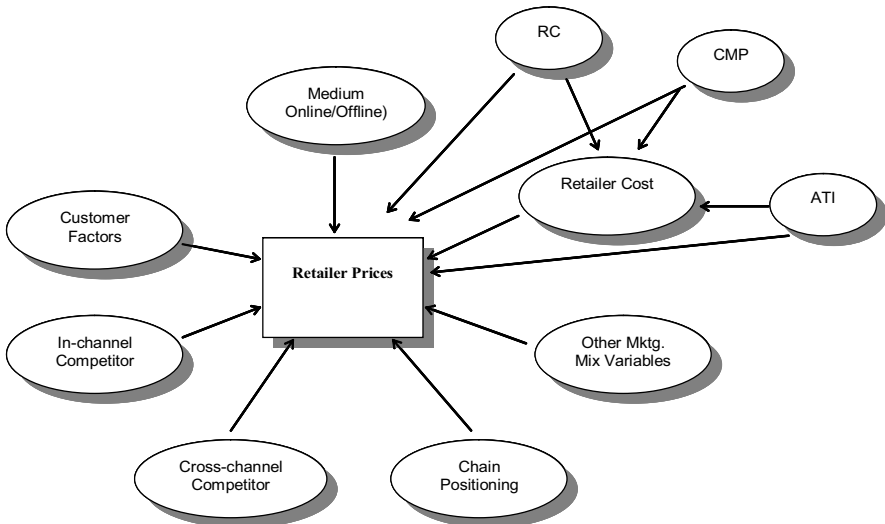 RC
CMP
Medium
Online/Offline)
Retailer Cost
ATI
Customer
Factors
Retailer Prices
In-channel
Competitor
Other Mktg.
Mix Variables
Cross-channel
Competitor
Chain
Positioning